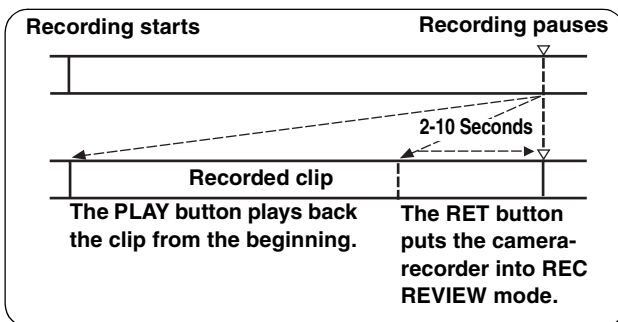 Recording starts
Recording pauses
2-10 Seconds
Recorded clip
The PLAY button plays back
the clip from the beginning.
The RET button
puts the camera-
recorder into REC
REVIEW mode.